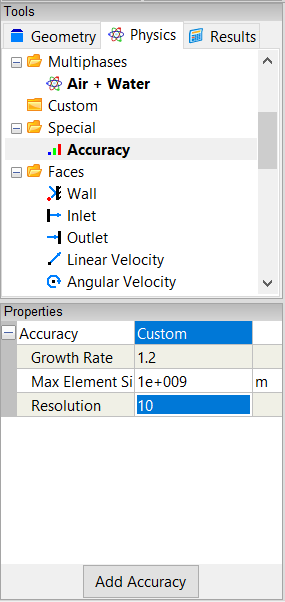 Tools
Geometry Physics Results
Multiphases
Air + Water
Custom
Special
Accuracy
Faces
Wall
Inlet
Outlet
Linear Velocity
Angular Velocity
Properties
Accuracy Custom
Growth Rate 1.2
Max Element Si 1e+009 m
Resolution 10
Add Accuracy